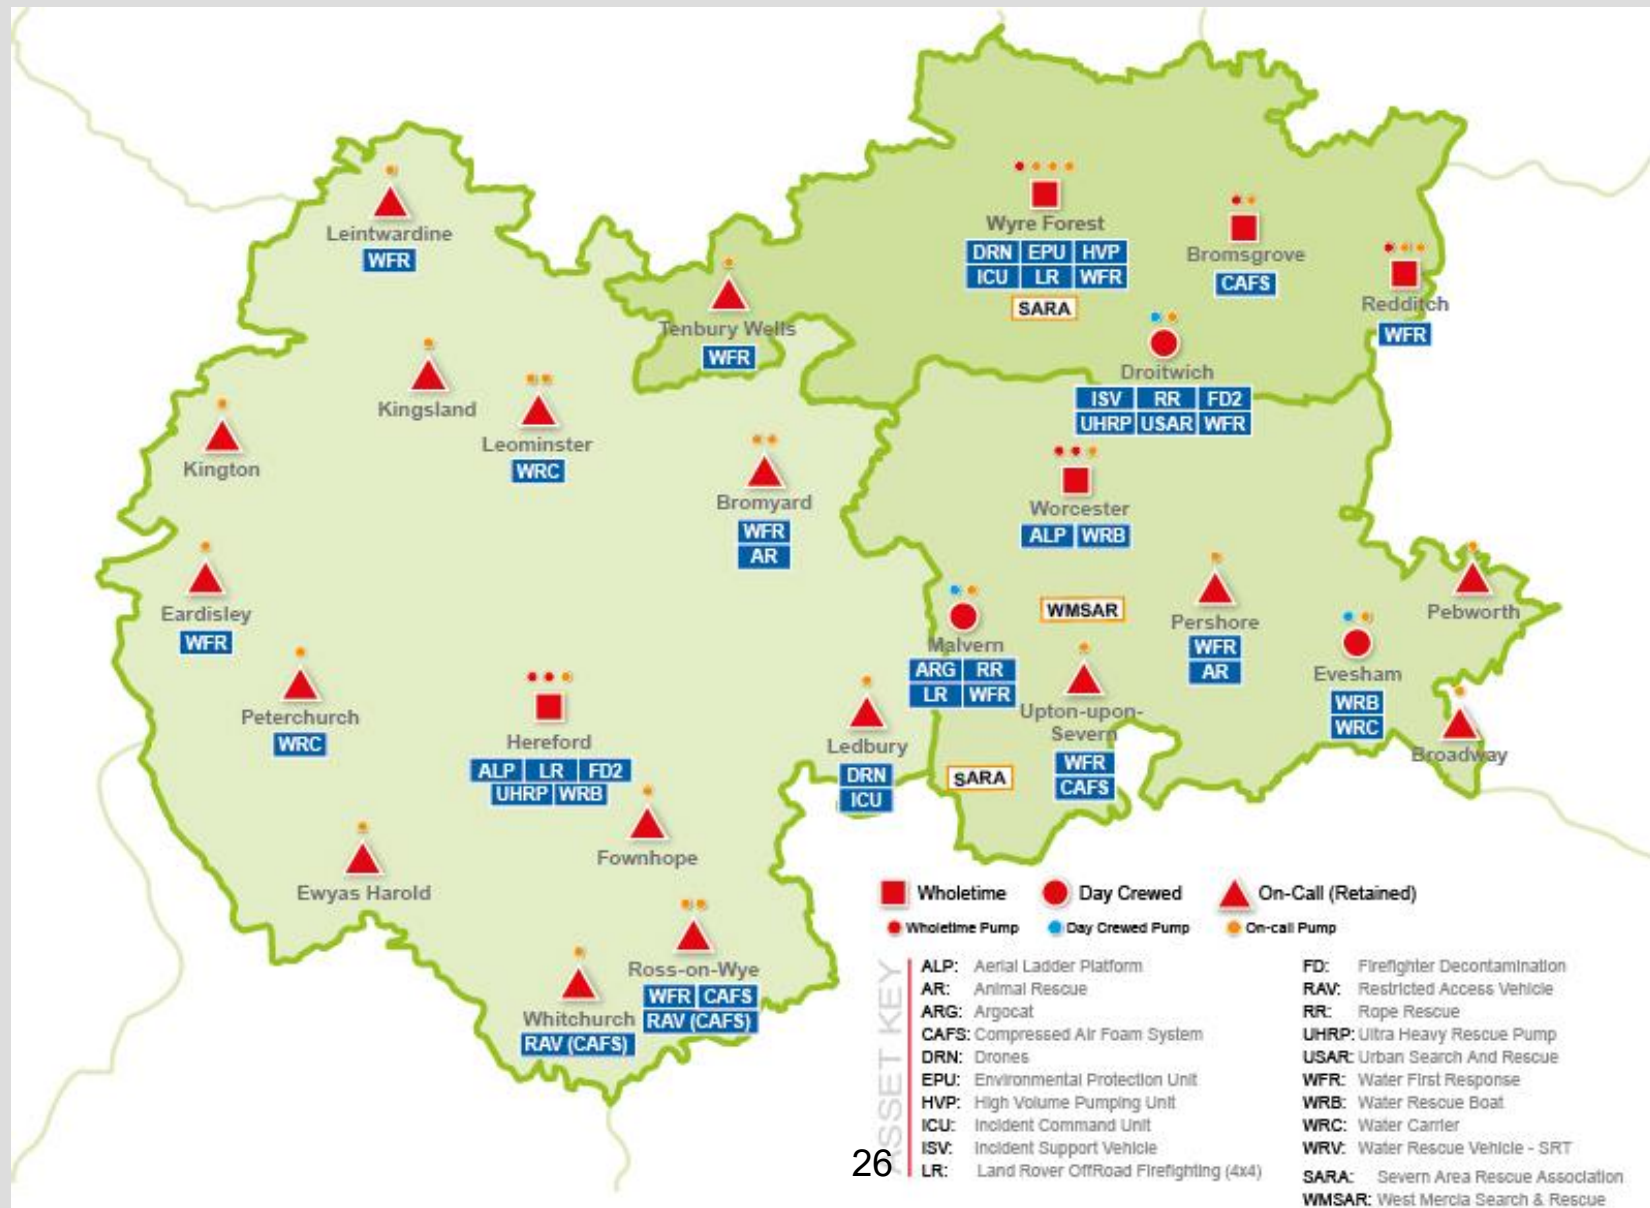 Leintwardine
WFR
Wyre Forest
DRN EPU HVP
ICU LR WFR
SARA
Bromsgrove
CAFS
Redditch
WFR
Tenbury Wells
WFR
Droitwich
ISV RR FD2
UHRP USAR WFR
Kingsland
Leominster
WRC
Kington
Bromyard
WFR
AR
Worcester
ALP WRB
Eardisley
WFR
WMSAR
Malvern
ARG RR
LR WFR
Pershore
WFR
AR
Pebworth
Evesham
WRB
WRC
Peterchurch
WRC
Hereford
ALP LR FD2
UHRP WRB
Ledbury
DRN
ICU
Upton-upon-
Severn
WFR
CAFS
SARA
Broadway
Fownhope
Ewyas Harold
Ross-on-Wye
WFR CAFS
RAV (CAFS)
Whitchurch
RAV (CAFS)
Wholetime Day Crewed On-Call (Retained)
Wholetime Pump Day Crewed Pump On-call Pump
ASSET KEY
ALP: Aerial Ladder Platform
AR: Animal Rescue
ARG: Argocat
CAFS: Compressed Air Foam System
DRN: Drones
EPU: Environmental Protection Unit
HVP: High Volume Pumping Unit
ICU: Incident Command Unit
ISV: Incident Support Vehicle
LR: Land Rover OffRoad Firefighting (4x4)
FD: Firefighter Decontamination
RAV: Restricted Access Vehicle
RR: Rope Rescue
UHRP: Ultra Heavy Rescue Pump
USAR: Urban Search And Rescue
WFR: Water First Response
WRB: Water Rescue Boat
WRC: Water Carrier
WRV: Water Rescue Vehicle - SRT
SARA: Severn Area Rescue Association
WMSAR: West Mercia Search & Rescue
26